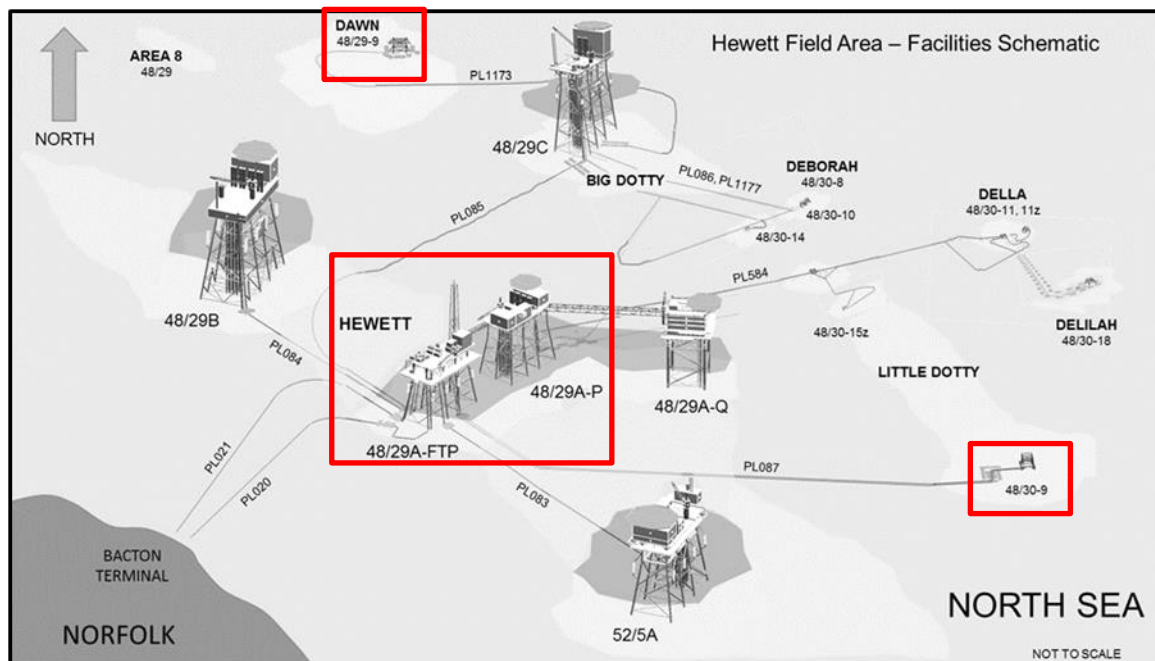 DAWN
48/29-9
Hewett Field Area – Facilities Schematic
AREA 8
48/29
PL1173
NORTH
48/29C
PL086, PL1177
DEBORAH
48/30-8
BIG DOTTY
DELLA
48/30-11, 11z
48/30-10
PL085
48/30-14
PL584
48/29B
HEWETT
48/30-15z
DELILAH
48/30-18
PL084
LITTLE DOTTY
48/29A-P
48/29A-Q
48/29A-FTP
PL021
PL020
PL083
PL087
48/30-9
BACTON
TERMINAL
NORFOLK
52/5A
NORTH SEA
NOT TO SCALE